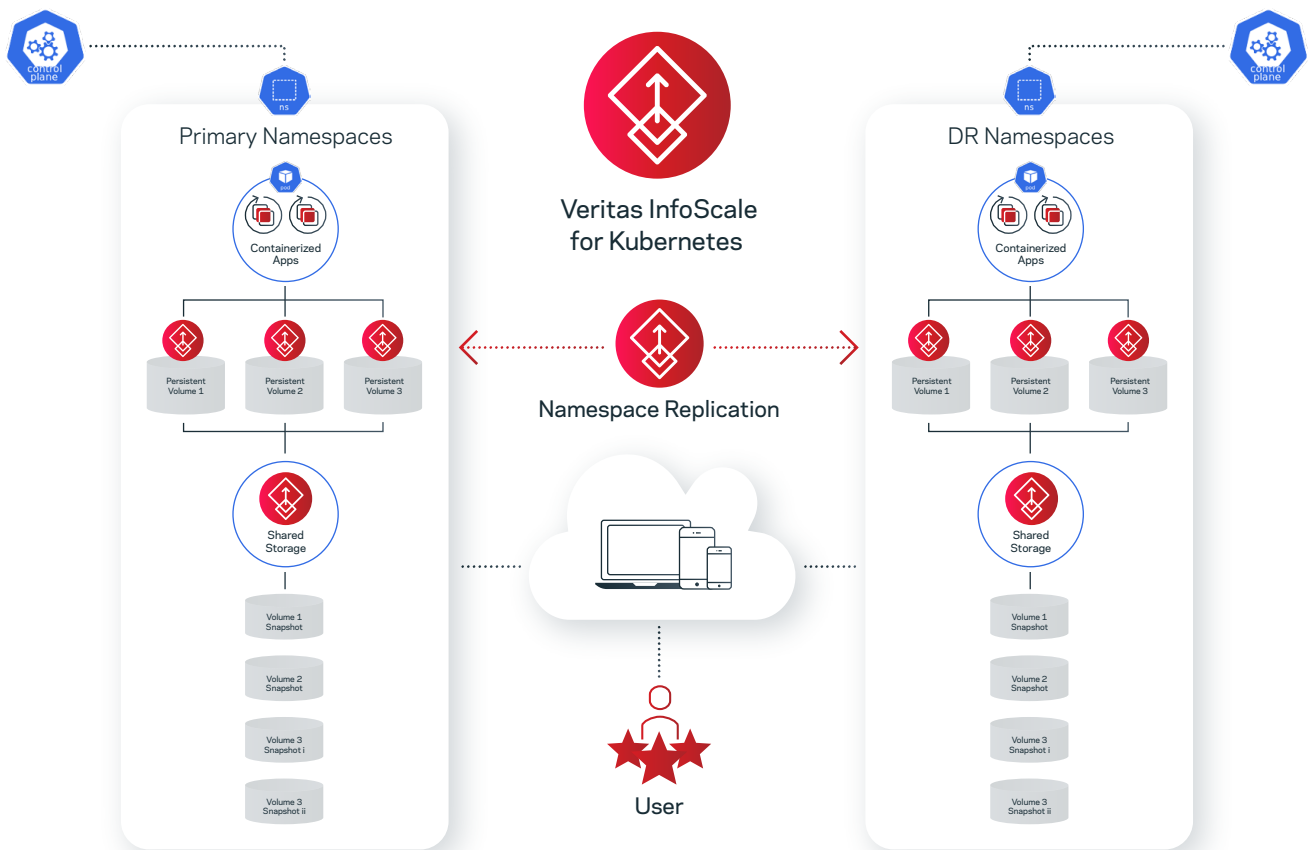 control
plane
ns
Primary Namespaces
pod
Containerized
Apps
Persistent
Volume 1
Persistent
Volume 2
Persistent
Volume 3
Shared
Storage
Volume 1
Snapshot
Volume 2
Snapshot
Volume 3
Snapshot i
Volume 3
Snapshot ii
Veritas InfoScale
for Kubernetes
Namespace Replication
User
control
plane
ns
DR Namespaces
pod
Containerized
Apps
Persistent
Volume 1
Persistent
Volume 2
Persistent
Volume 3
Shared
Storage
Volume 1
Snapshot
Volume 2
Snapshot
Volume 3
Snapshot i
Volume 3
Snapshot ii